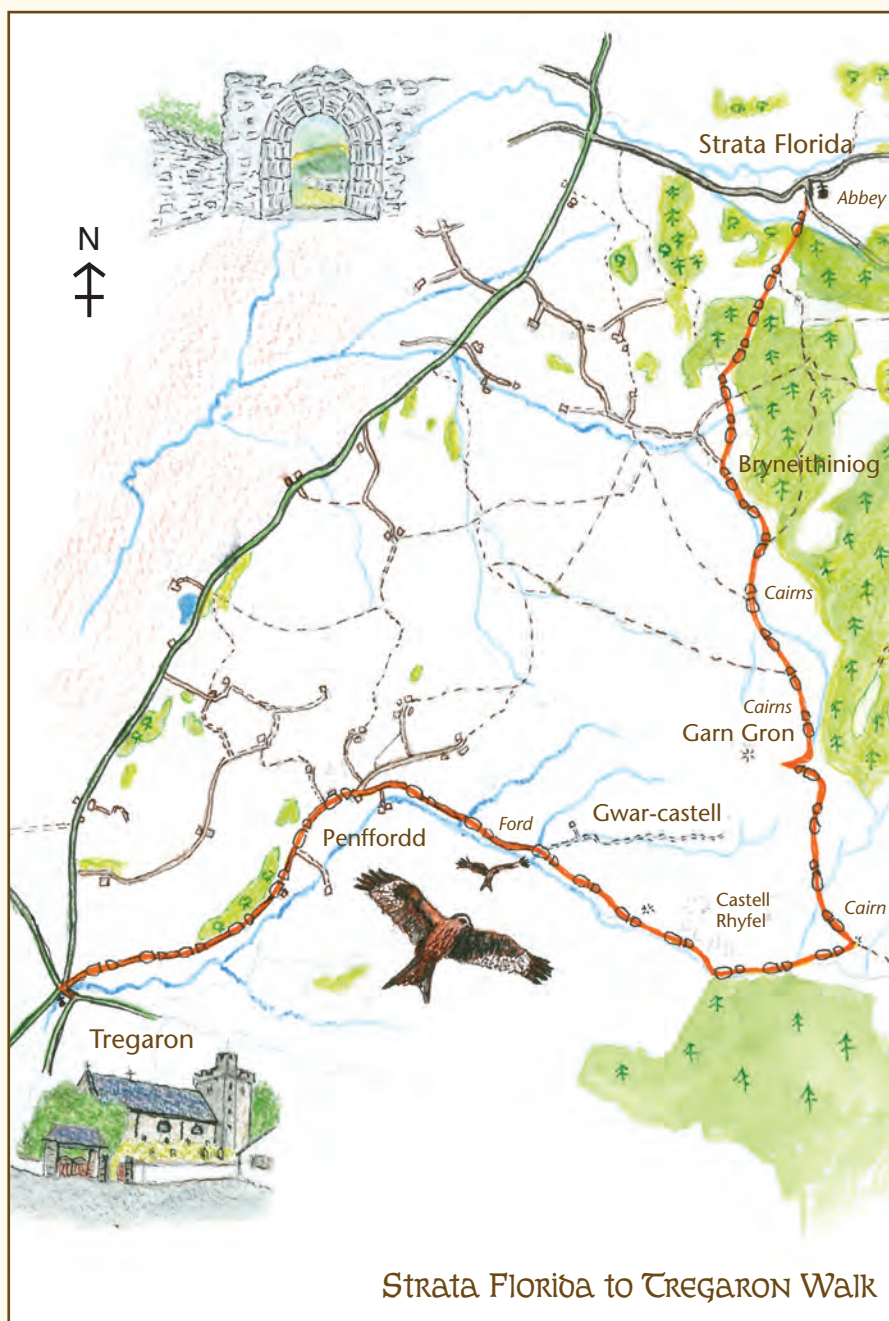 Strata Florida
Abbey
N
Bryneithiniog
Cairns
Cairns
Garn Gron
Ford
Gwar-castell
Penffordd
Castell
Rhyfel
Cairn
Tregaron
Strata Florida to Tregaron Walk